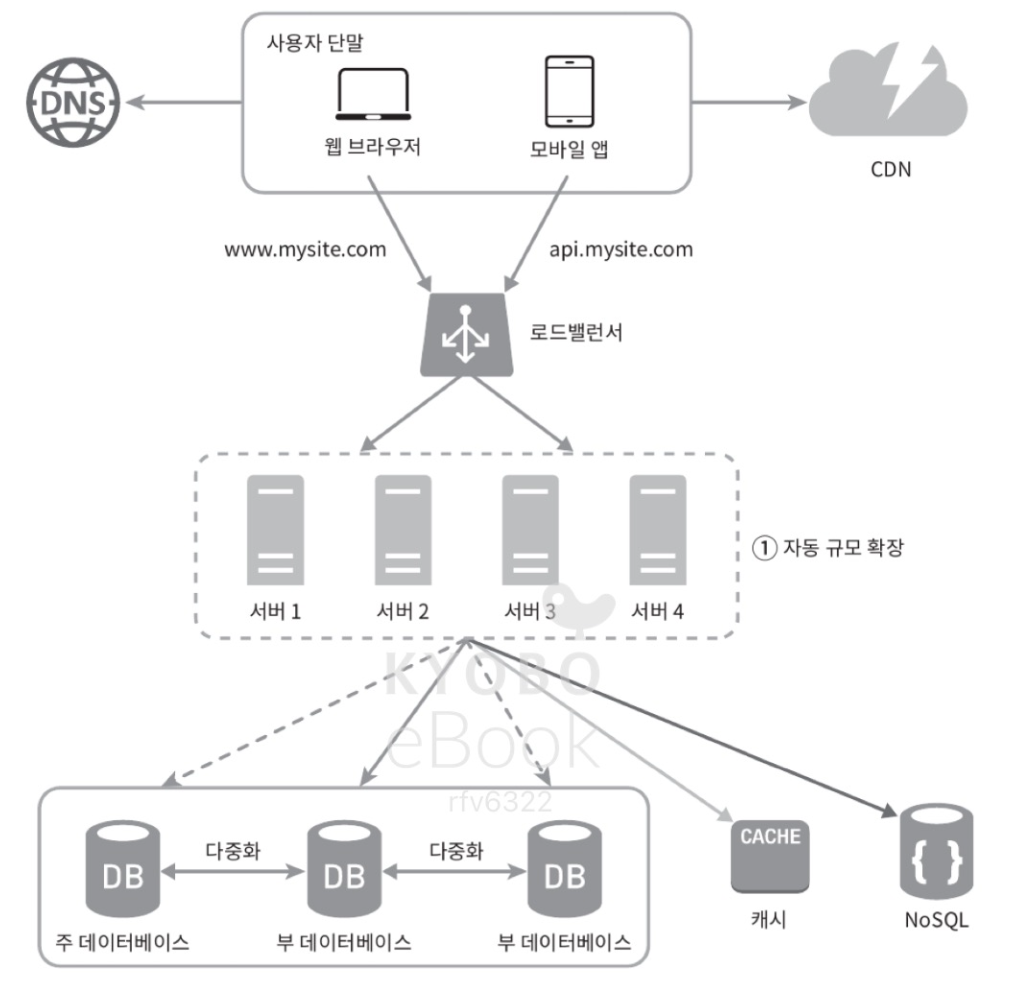 사용자 단말
DNS
웹 브라우저
모바일 앱
CDN
www.mysite.com
api.mysite.com
로드밸런서
서버 1
서버 2
서버 3
서버 4
① 자동 규모 확장
KYOBO
eBook
rfv6322
다중화
다중화
DB
DB
DB
CACHE
{ }
주 데이터베이스
부 데이터베이스
부 데이터베이스
캐시
NoSQL